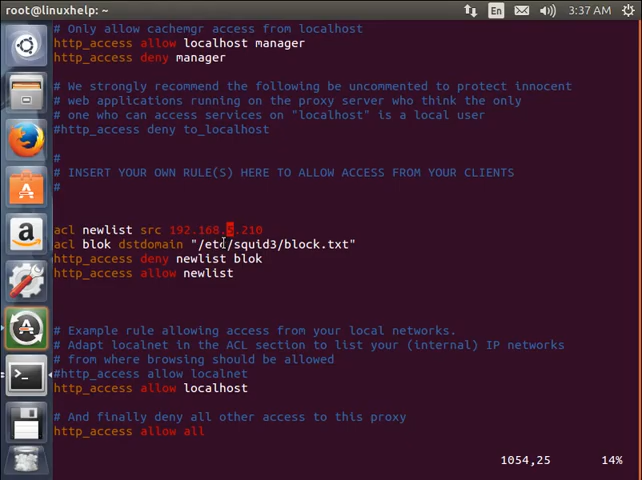 root@linuxhelp: ~
En
3:37 AM
# Only allow cachemgr access from localhost
http_access allow localhost manager
http_access deny manager
# We strongly recommend the following be uncommented to protect innocent
# web applications running on the proxy server who think the only
# one who can access services on "localhost" is a local user
#http_access deny to_localhost
#
# INSERT YOUR OWN RULE(S) HERE TO ALLOW ACCESS FROM YOUR CLIENTS
#
acl newlist src 192.168.5.210
acl blok dstdomain "/etc/squid3/block.txt"
http_access deny newlist blok
http_access allow newlist
# Example rule allowing access from your local networks.
# Adapt localnet in the ACL section to list your (internal) IP networks
# from where browsing should be allowed
#http_access allow localnet
http_access allow localhost
# And finally deny all other access to this proxy
http_access allow all
1054,25 14%